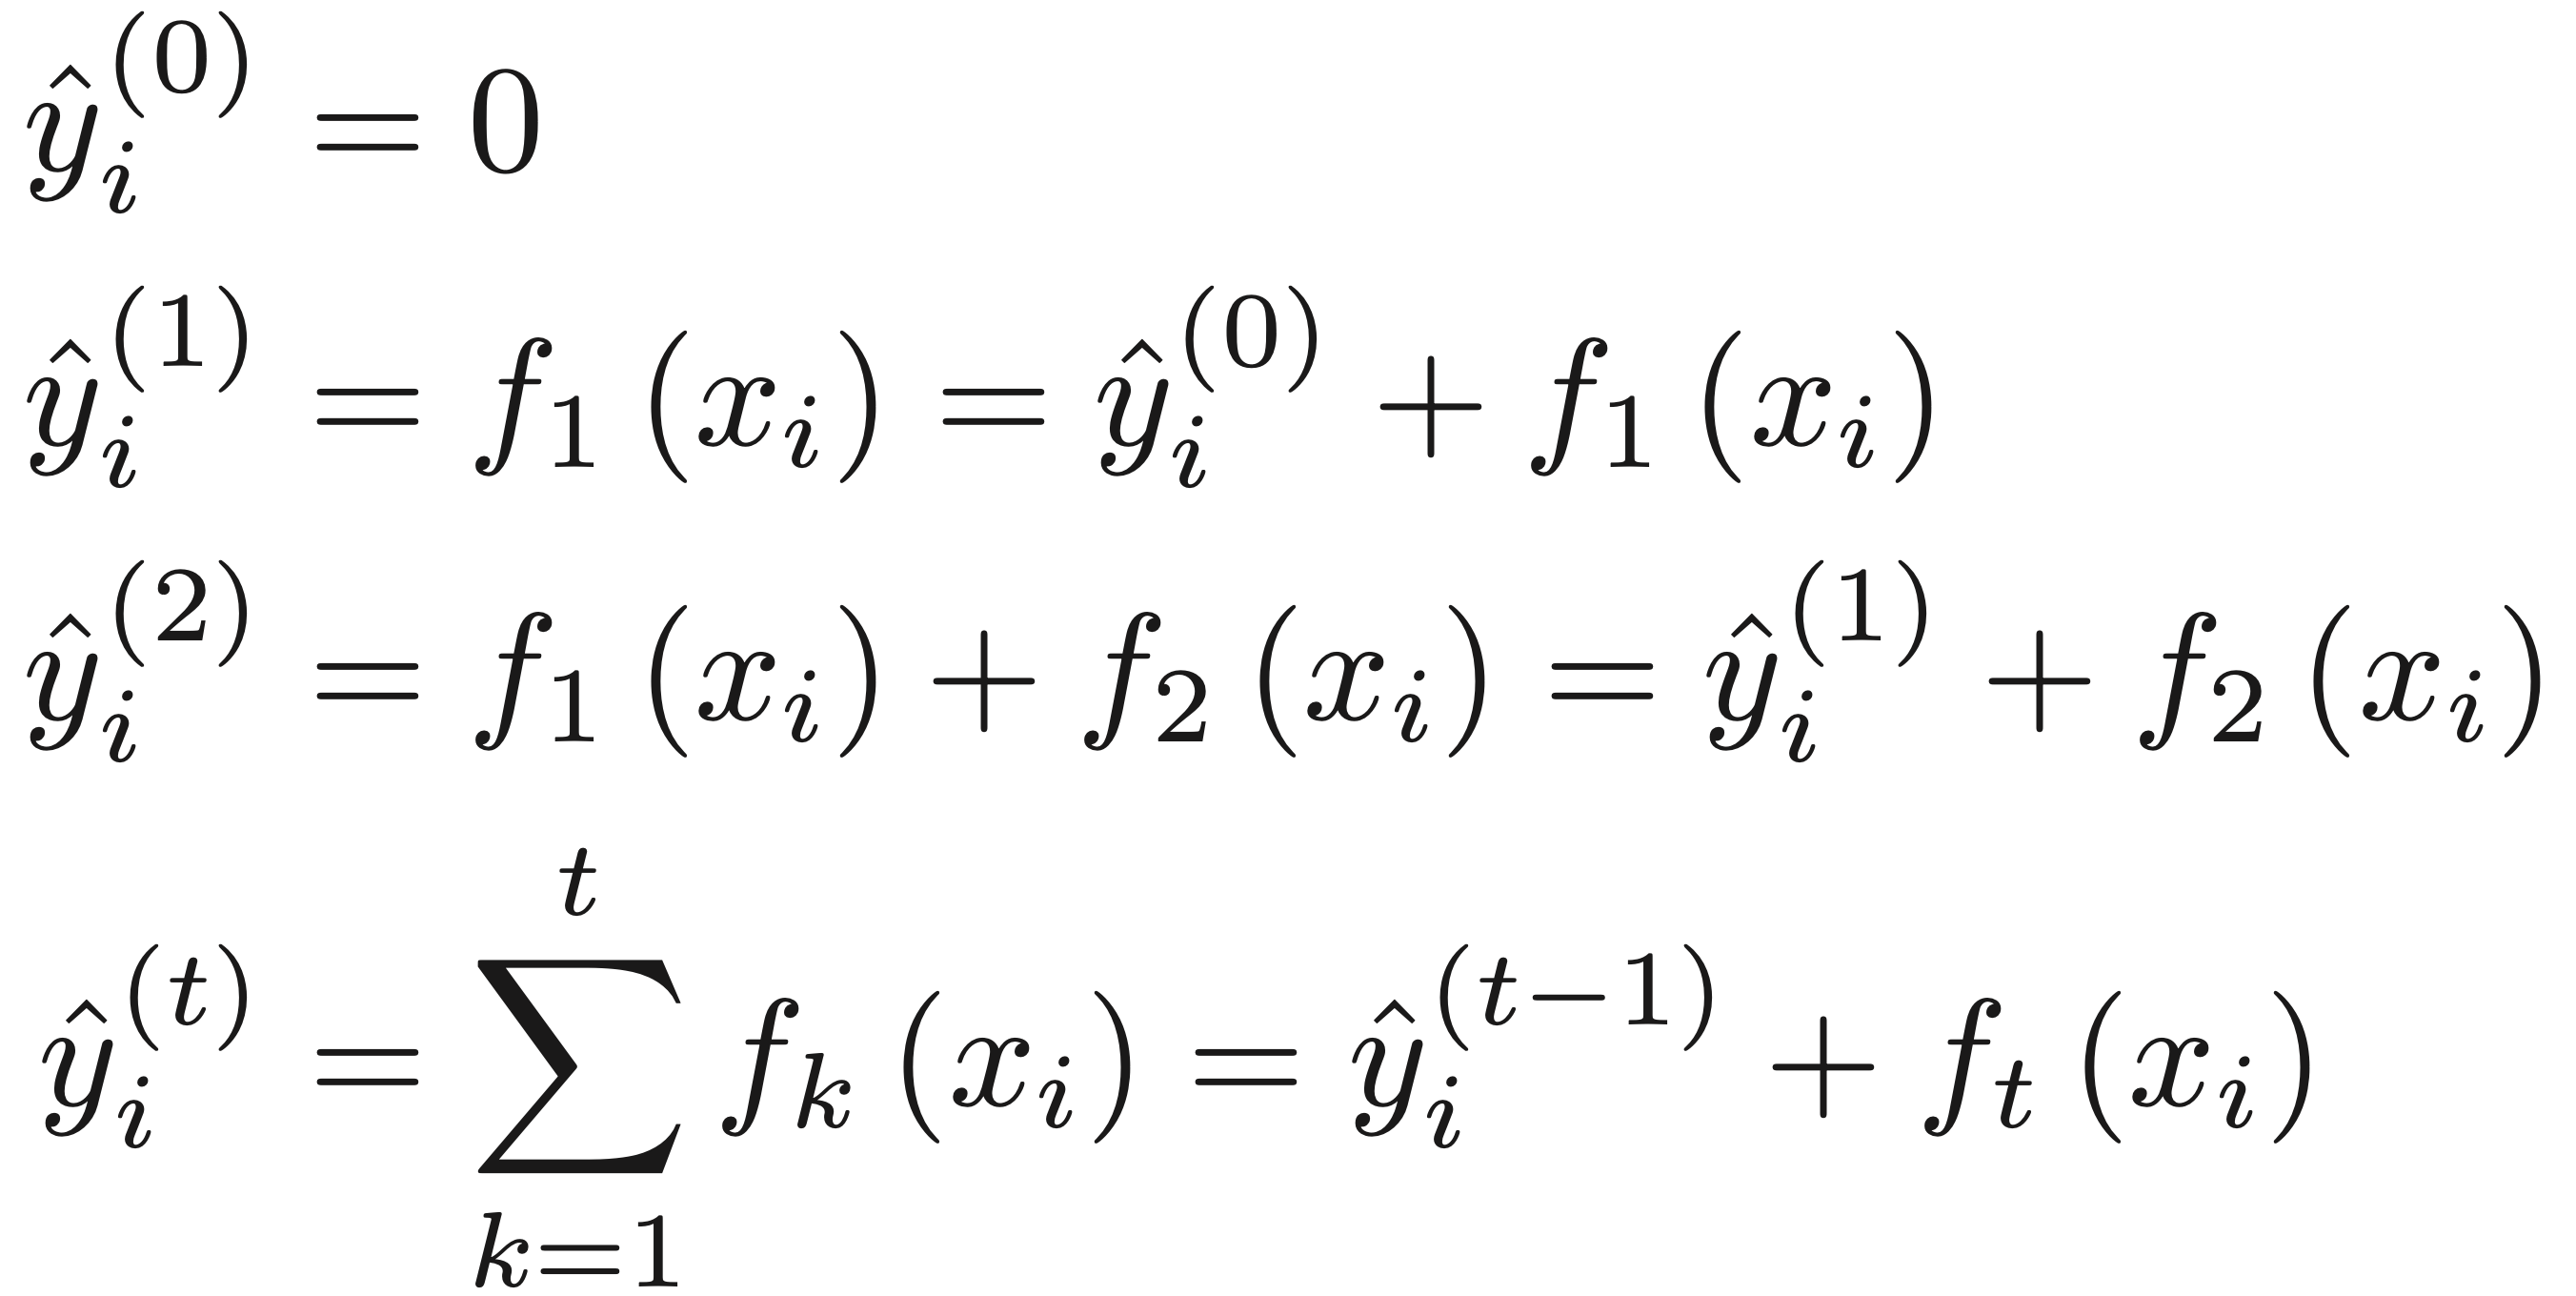 $\hat{y}_i^{(0)} = 0$
$\hat{y}_i^{(1)} = f_1(x_i) = \hat{y}_i^{(0)} + f_1(x_i)$
$\hat{y}_i^{(2)} = f_1(x_i) + f_2(x_i) = \hat{y}_i^{(1)} + f_2(x_i)$
$\hat{y}_i^{(t)} = \sum_{k=1}^{t} f_k(x_i) = \hat{y}_i^{(t-1)} + f_t(x_i)$